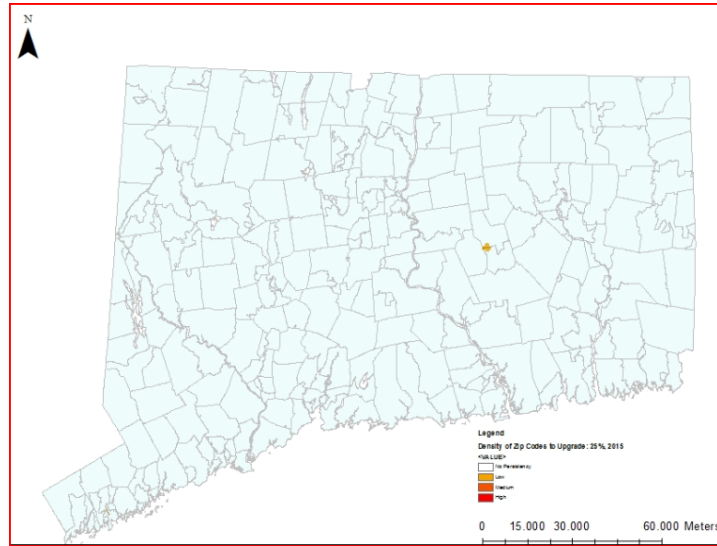 N
Legend
Density of Zip Codes to Upgrade: 25%, 2015
<VALUE>
No Persistency
Low
Medium
High
0 15.000 30.000 60.000 Meters